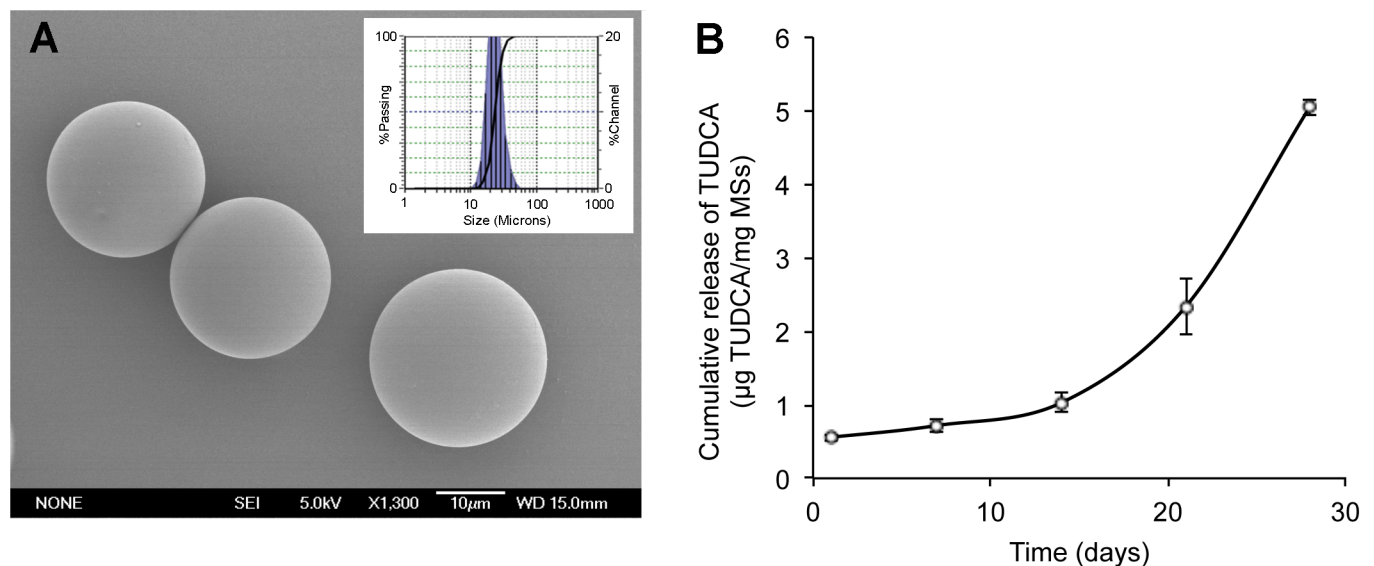 A
100
20
%Passing
%Channel
0
0
1
10
100
1000
Size (Microns)
NONE
SEI
5.0kV
X1,300
10µm
WD 15.0mm
B
6
5
4
3
2
1
0
Cumulative release of TUDCA
(µg TUDCA/mg MSs)
0
10
20
30
Time (days)